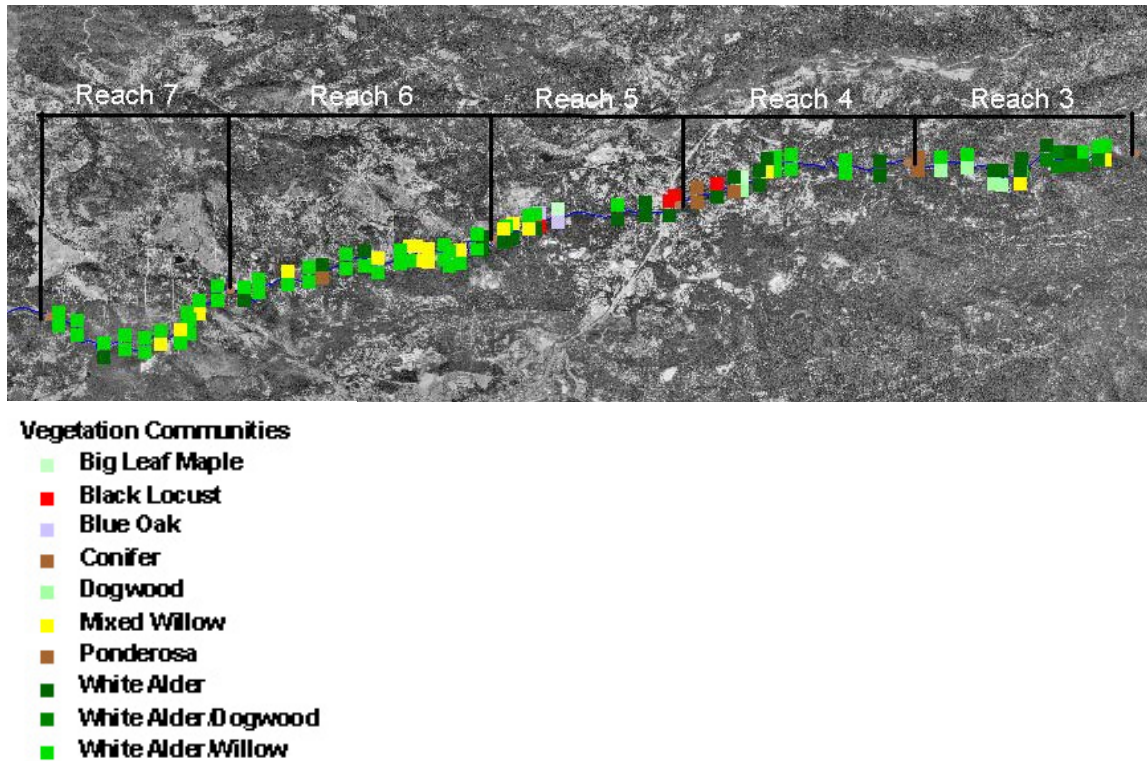 Reach 7 Reach 6 Reach 5 Reach 4 Reach 3
Vegetation Communities
Big Leaf Maple
Black Locust
Blue Oak
Conifer
Dogwood
Mixed Willow
Ponderosa
White Alder
White Alder/Dogwood
White Alder/Willow